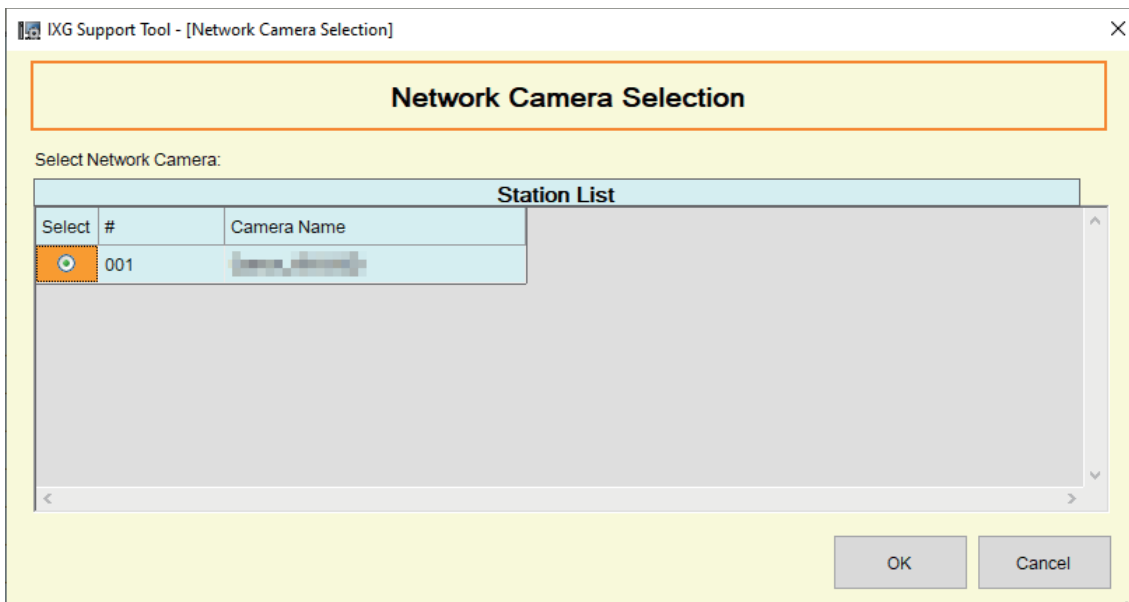 IXG Support Tool - [Network Camera Selection]
Network Camera Selection
Select Network Camera:
Station List
Select # Camera Name
001
OK Cancel